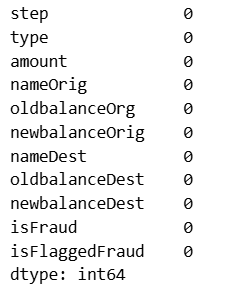 step 0
type 0
amount 0
nameOrig 0
oldbalanceOrg 0
newbalanceOrig 0
nameDest 0
oldbalanceDest 0
newbalanceDest 0
isFraud 0
isFlaggedFraud 0
dtype: int64